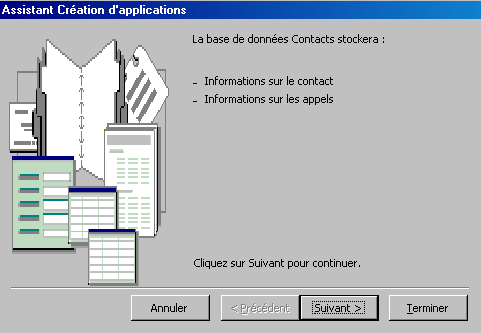 Assistant Création d'applications
La base de données Contacts stockera :
- Informations sur le contact
- Informations sur les appels
Cliquez sur Suivant pour continuer.
Annuler
< Précédent
Suivant >
Terminer